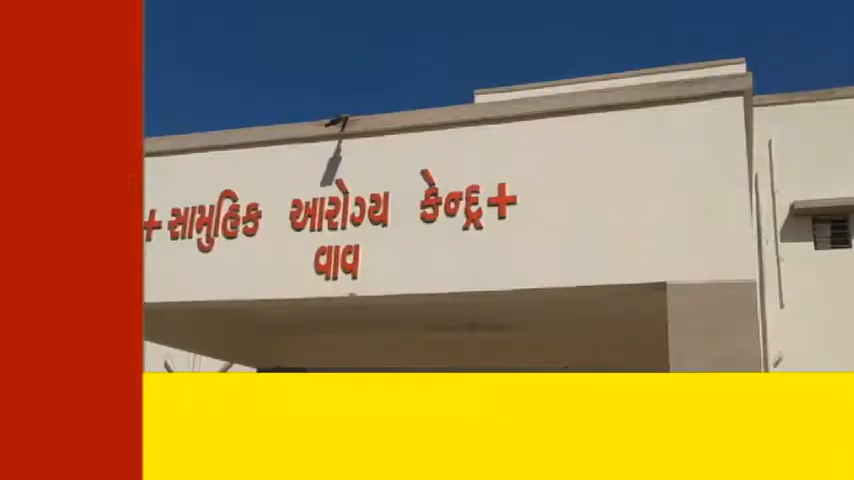 + સામુહિક આરોગ્ય કેન્દ્ર +
વાવ